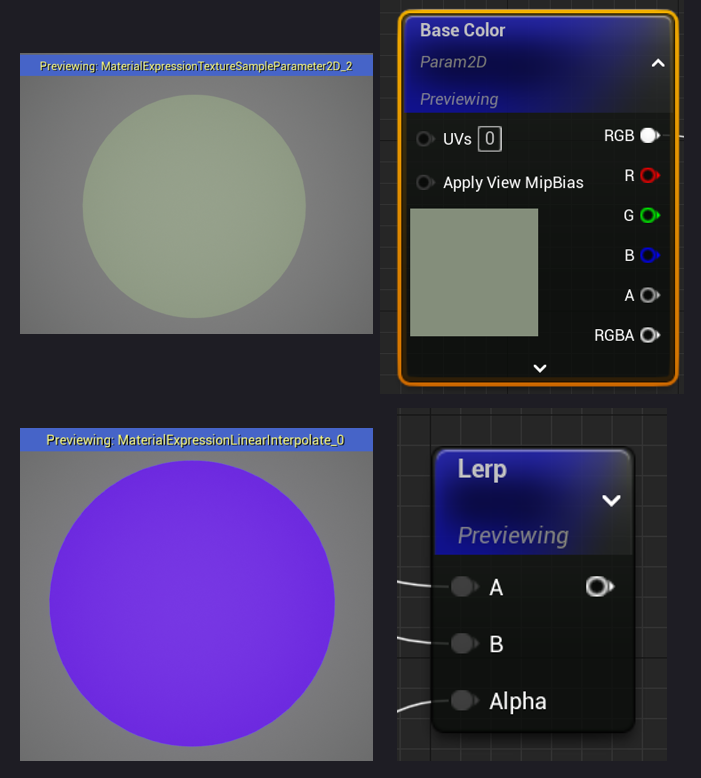 Previewing: MaterialExpressionTextureSampleParameter2D_2
Base Color
Param2D
Previewing
UVs 0
Apply View MipBias
RGB
R
G
B
A
RGBA
Previewing: MaterialExpressionLinearInterpolate_0
Lerp
Previewing
A
B
Alpha